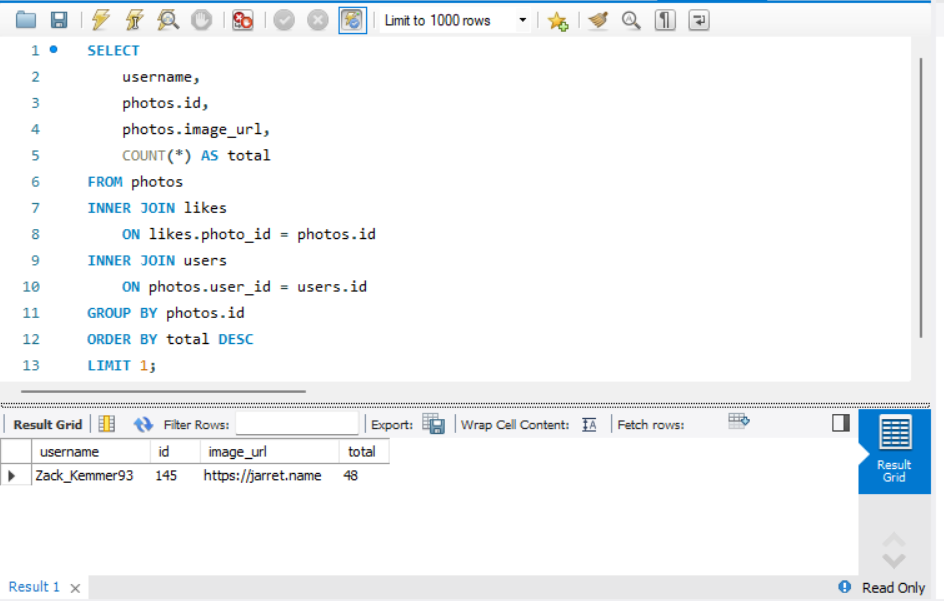 Limit to 1000 rows
1 SELECT
2 username,
3 photos.id,
4 photos.image_url,
5 COUNT(*) AS total
6 FROM photos
7 INNER JOIN likes
8 ON likes.photo_id = photos.id
9 INNER JOIN users
10 ON photos.user_id = users.id
11 GROUP BY photos.id
12 ORDER BY total DESC
13 LIMIT 1;
Result Grid Filter Rows: Export: Wrap Cell Content: Fetch rows:
username id image_url total
Zack_Kemmer93 145 https://jarret.name 48
Result
Grid
Result 1 Read Only